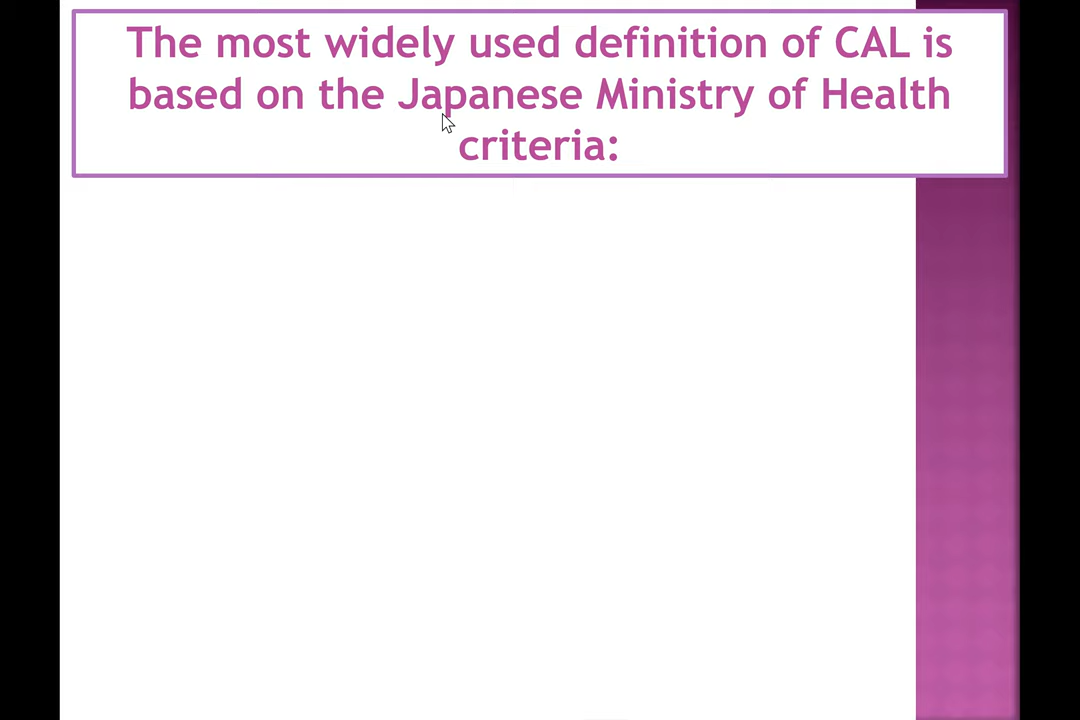 The most widely used definition of CAL is
based on the Japanese Ministry of Health
criteria: